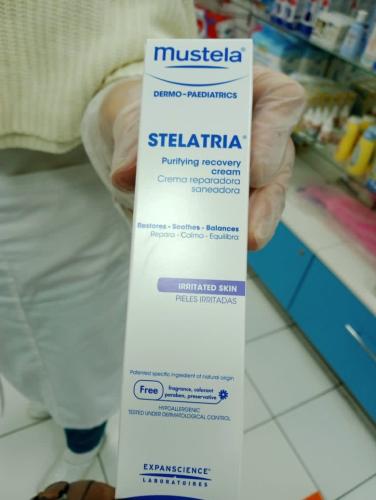 mustela®
DERMO-PAEDIATRICS
STELATRIA®
Purifying recovery
cream
Crema reparadora
saneadora
Restores - Soothes - Balances
Repara - Calma - Equilibra
IRRITATED SKIN
PIELES IRRITADAS
Patented specific ingredient of natural origin
Free
fragrance, colorant
paraben, preservative
HYPOALLERGENIC
TESTED UNDER DERMATOLOGICAL CONTROL
EXPANSCIENCE®
LABORATOIRES